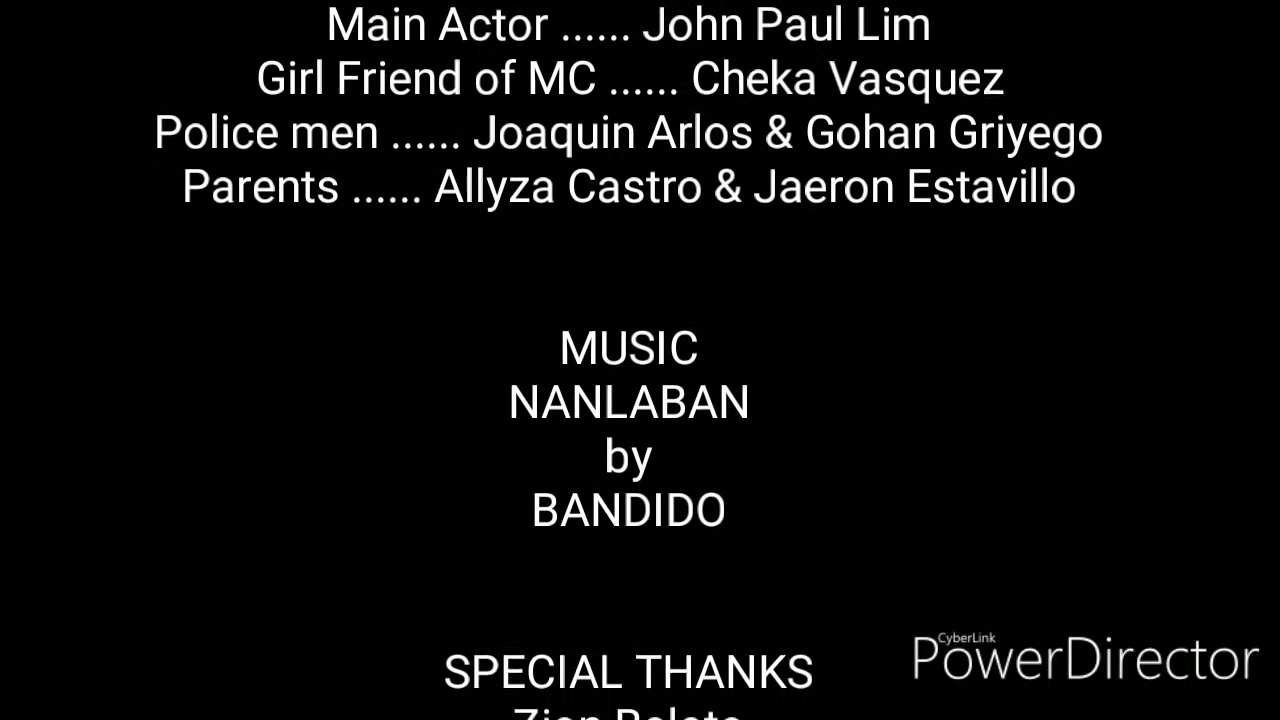 Main Actor ...... John Paul Lim
Girl Friend of MC ...... Cheka Vasquez
Police men ...... Joaquin Arlos & Gohan Griyego
Parents ...... Allyza Castro & Jaeron Estavillo
MUSIC
NANLABAN
by
BANDIDO
SPECIAL THANKS
CyberLink
PowerDirector